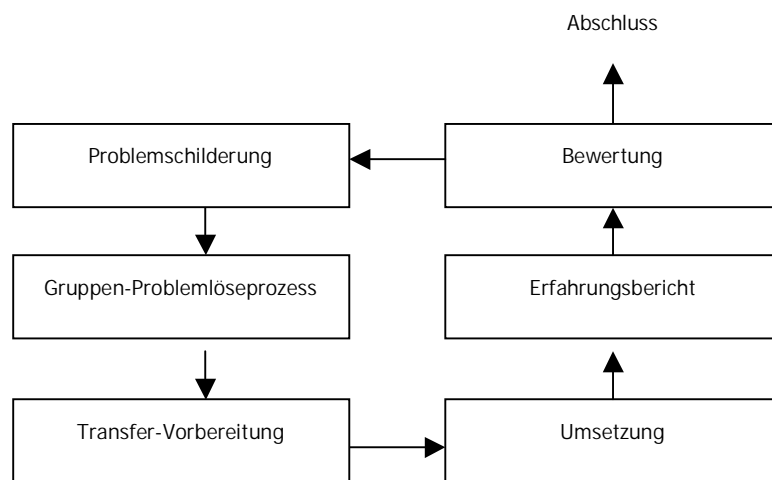 Abschluss
Problemschilderung
Bewertung
Gruppen-Problemlöseprozess
Erfahrungsbericht
Transfer-Vorbereitung
Umsetzung